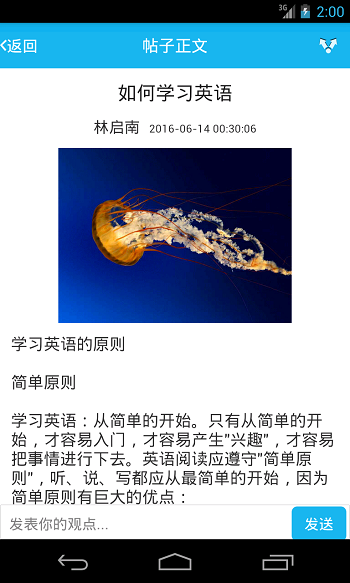 3G 2:00
返回 帖子正文
如何学习英语
林启南 2016-06-14 00:30:06
学习英语的原则
简单原则
学习英语：从简单的开始。只有从简单的开
始，才容易入门，才容易产生"兴趣"，才容易
把事情进行下去。英语阅读应遵守"简单原
则"，听、说、写都应从最简单的开始，因为
简单原则有巨大的优点：
发表你的观点... 发送